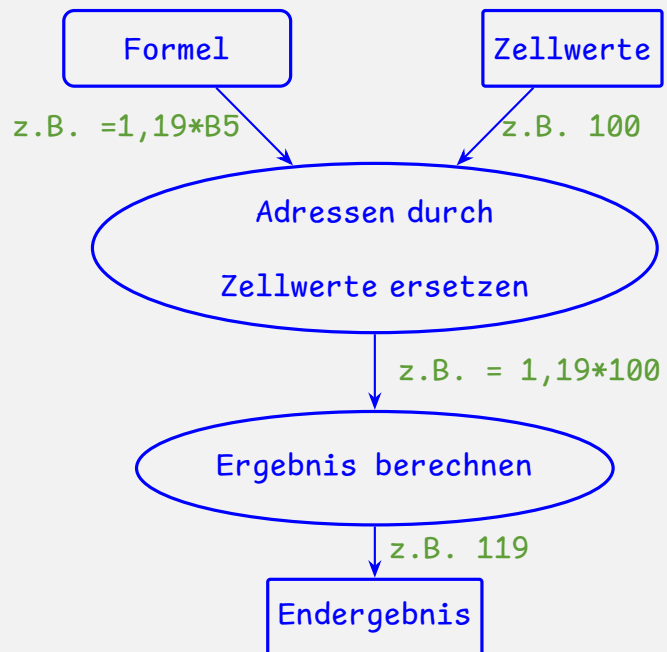 Formel
Zellwerte
z.B. =1,19*B5
z.B. 100
Adressen durch
Zellwerte ersetzen
z.B. = 1,19*100
Ergebnis berechnen
z.B. 119
Endergebnis